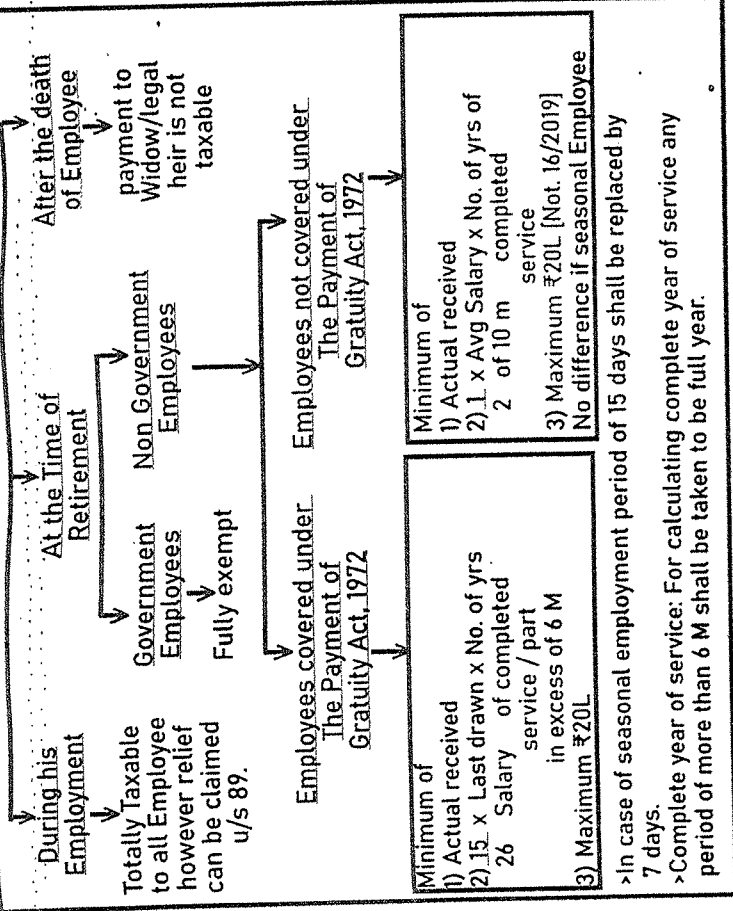 During his
Employment
Totally Taxable
to all Employee
however relief
can be claimed
u/s 89.
At the Time of
Retirement
Government
Employees
Fully exempt
Non Government
Employees
After the death
of Employee
payment to
Widow/legal
heir is not
taxable
Employees covered under
The Payment of
Gratuity Act, 1972
Minimum of
1) Actual received
2) 15 x Last drawn x No. of yrs
26 Salary of completed
service / part
in excess of 6 M
3) Maximum ₹20L
Employees not covered under
The Payment of
Gratuity Act, 1972
Minimum of
1) Actual received
2) 1 x Avg Salary x No. of yrs of
2 of 10 m completed
service
3) Maximum ₹20L [Not. 16/2019]
No difference if seasonal Employee
>In case of seasonal employment period of 15 days shall be replaced by
7 days.
>Complete year of service: For calculating complete year of service any
period of more than 6 M shall be taken to be full year.